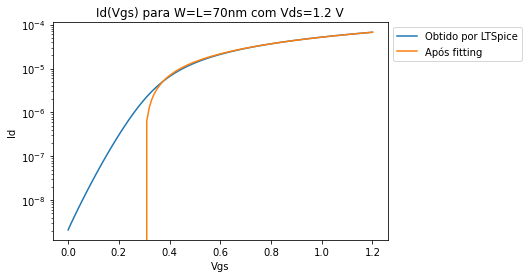 Id(Vgs) para W=L=70nm com Vds=1.2 V
Obtido por LTSpice
Após fitting
10⁻⁴
10⁻⁵
10⁻⁶
10⁻⁷
10⁻⁸
Id
0.0 0.2 0.4 0.6 0.8 1.0 1.2
Vgs